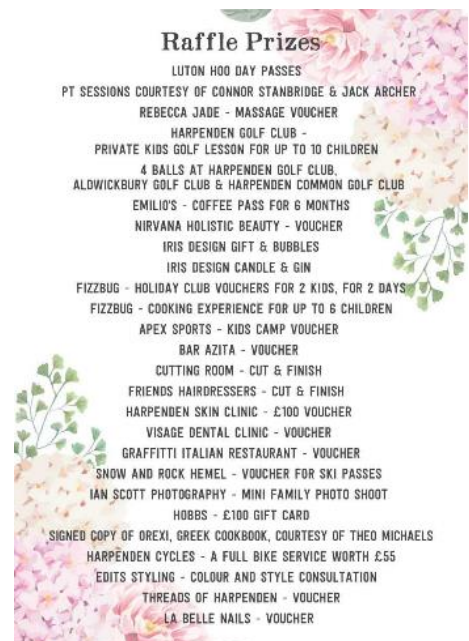 Raffle Prizes
LUTON HOO DAY PASSES
PT SESSIONS COURTESY OF CONNOR STANBRIDGE & JACK ARCHER
REBECCA JADE - MASSAGE VOUCHER
HARPENDEN GOLF CLUB -
PRIVATE KIDS GOLF LESSON FOR UP TO 10 CHILDREN
4 BALLS AT HARPENDEN GOLF CLUB,
ALDWICKBURY GOLF CLUB & HARPENDEN COMMON GOLF CLUB
EMILIO'S - COFFEE PASS FOR 6 MONTHS
NIRVANA HOLISTIC BEAUTY - VOUCHER
IRIS DESIGN GIFT & BUBBLES
IRIS DESIGN CANDLE & GIN
FIZZBUG - HOLIDAY CLUB VOUCHERS FOR 2 KIDS, FOR 2 DAYS
FIZZBUG - COOKING EXPERIENCE FOR UP TO 6 CHILDREN
APEX SPORTS - KIDS CAMP VOUCHER
BAR AZITA - VOUCHER
CUTTING ROOM - CUT & FINISH
FRIENDS HAIRDRESSERS - CUT & FINISH
HARPENDEN SKIN CLINIC - £100 VOUCHER
VISAGE DENTAL CLINIC - VOUCHER
GRAFFITTI ITALIAN RESTAURANT - VOUCHER
SNOW AND ROCK HEMEL - VOUCHER FOR SKI PASSES
IAN SCOTT PHOTOGRAPHY - MINI FAMILY PHOTO SHOOT
HOBBS - £100 GIFT CARD
SIGNED COPY OF OREXI, GREEK COOKBOOK, COURTESY OF THEO MICHAELS
HARPENDEN CYCLES - A FULL BIKE SERVICE WORTH £55
EDITS STYLING - COLOUR AND STYLE CONSULTATION
THREADS OF HARPENDEN - VOUCHER
LA BELLE NAILS - VOUCHER